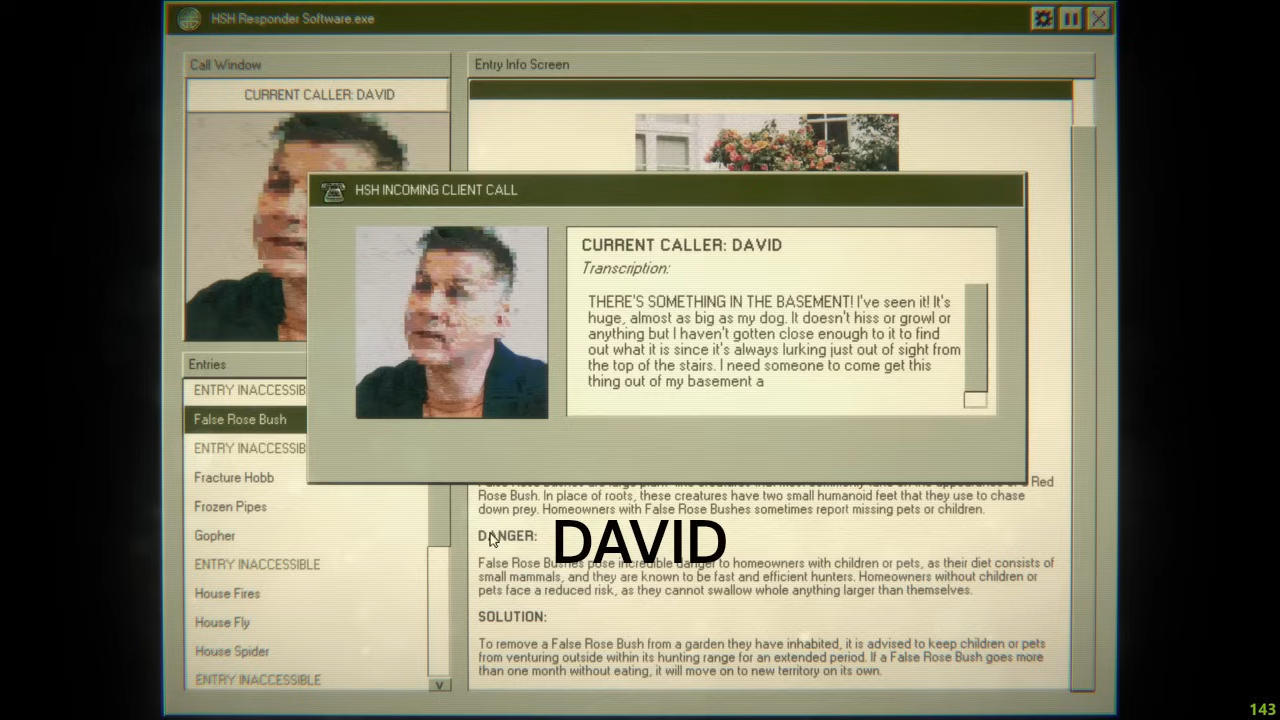 HSH Responder Software.exe
Call Window
Entry Info Screen
CURRENT CALLER: DAVID
HSH INCOMING CLIENT CALL
CURRENT CALLER: DAVID
Transcription:
THERE'S SOMETHING IN THE BASEMENT! I've seen it! It's
huge, almost as big as my dog. It doesn't hiss or growl or
anything but I haven't gotten close enough to it to find
out what it is since it's always lurking just out of sight from
the top of the stairs. I need someone to come get this
thing out of my basement a
Entries
ENTRY INACCESSIB
False Rose Bush
ENTRY INACCESSIB
Fracture Hobb
Frozen Pipes
Gopher
ENTRY INACCESSIBLE
House Fires
House Fly
House Spider
ENTRY INACCESSIBLE
V
Red
Rose Bush. In place of roots, these creatures have two small humanoid feet that they use to chase
down prey. Homeowners with False Rose Bushes sometimes report missing pets or children.
DANGER:
DAVID
False Rose Bushes pose incredible danger to homeowners with children or pets, as their diet consists of
small mammals, and they are known to be fast and efficient hunters. Homeowners without children or
pets face a reduced risk, as they cannot swallow whole anything larger than themselves.
SOLUTION:
To remove a False Rose Bush from a garden they have inhabited, it is advised to keep children or pets
from venturing outside within its hunting range for an extended period. If a False Rose Bush goes more
than one month without eating, it will move on to new territory on its own.
143